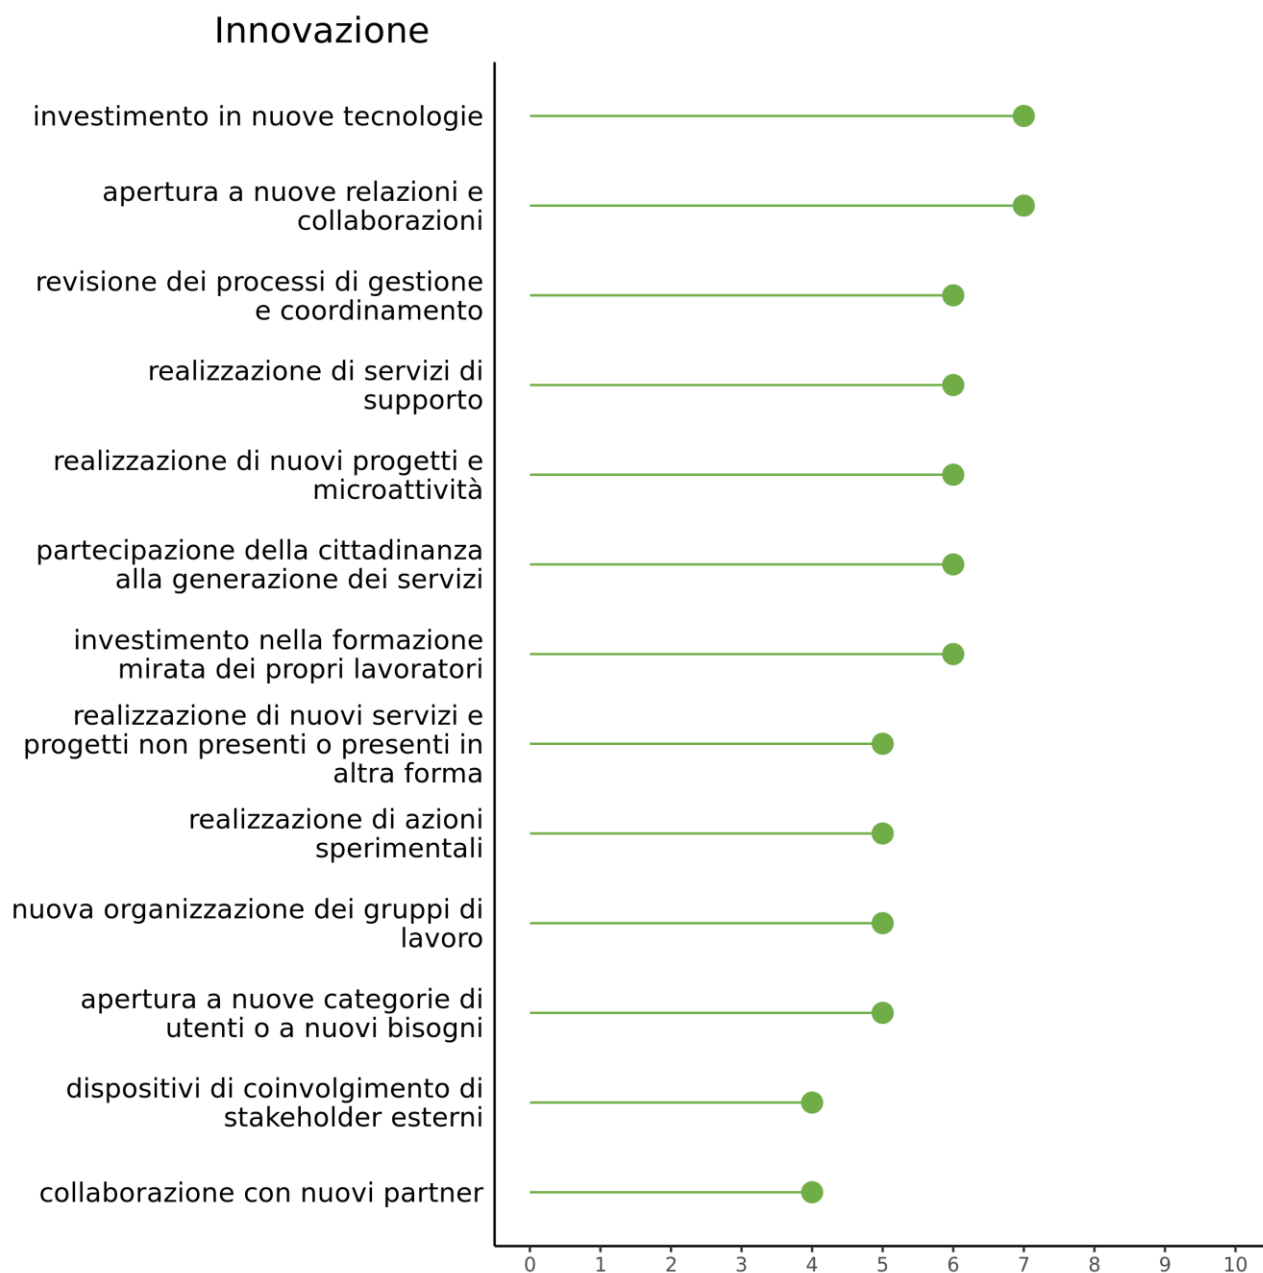 Innovazione
investimento in nuove tecnologie
apertura a nuove relazioni e
collaborazioni
revisione dei processi di gestione
e coordinamento
realizzazione di servizi di
supporto
realizzazione di nuovi progetti e
microattività
partecipazione della cittadinanza
alla generazione dei servizi
investimento nella formazione
mirata dei propri lavoratori
realizzazione di nuovi servizi e
progetti non presenti o presenti in
altra forma
realizzazione di azioni
sperimentali
nuova organizzazione dei gruppi di
lavoro
apertura a nuove categorie di
utenti o a nuovi bisogni
dispositivi di coinvolgimento di
stakeholder esterni
collaborazione con nuovi partner
0 1 2 3 4 5 6 7 8 9 10